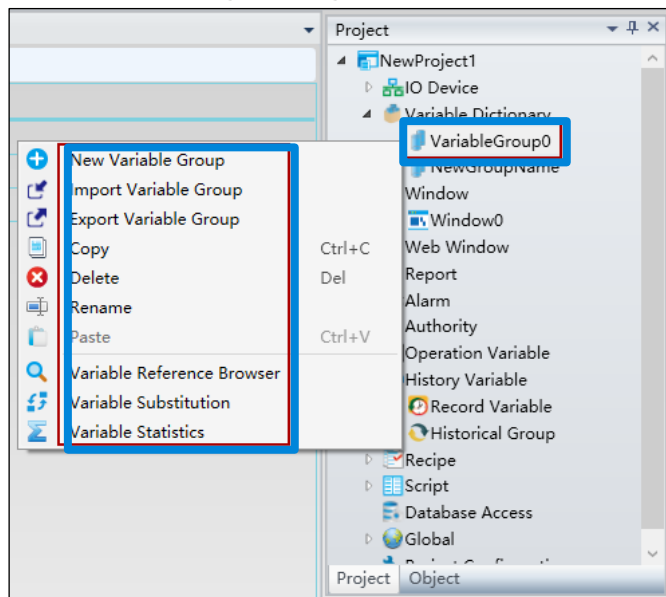 Project
NewProject1
IO Device
Variable Dictionary
VariableGroup0
NewGroupName
Window
Window0
Web Window
Report
Alarm
Authority
Operation Variable
History Variable
Record Variable
Historical Group
Recipe
Script
Database Access
Global
Project Object
New Variable Group
Import Variable Group
Export Variable Group
Copy Ctrl+C
Delete Del
Rename
Paste Ctrl+V
Variable Reference Browser
Variable Substitution
Variable Statistics